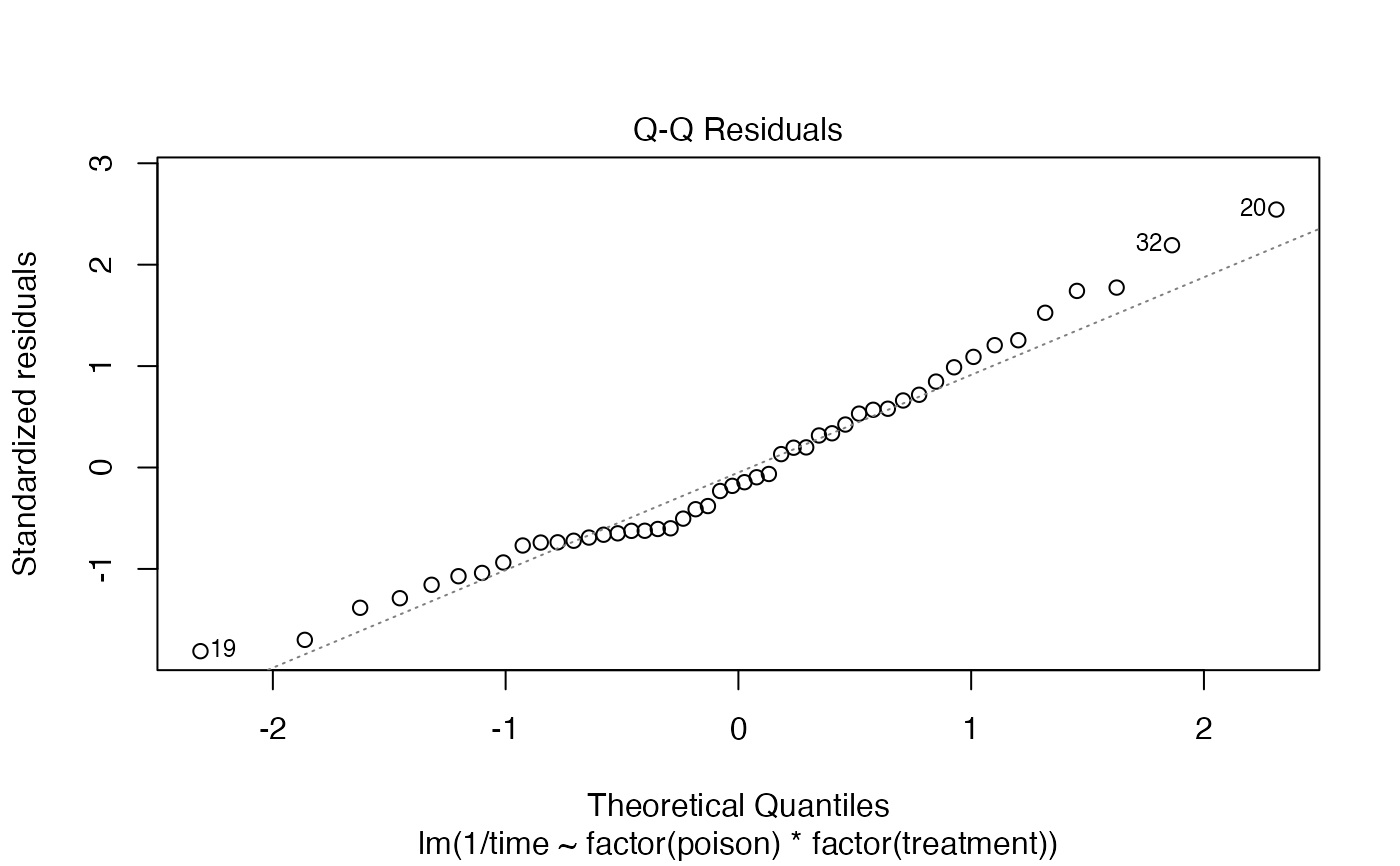 Q-Q Residuals
3
2
1
0
-1
Standardized residuals
20
32
19
-2 -1 0 1 2
Theoretical Quantiles
lm(1/time ~ factor(poison) * factor(treatment))